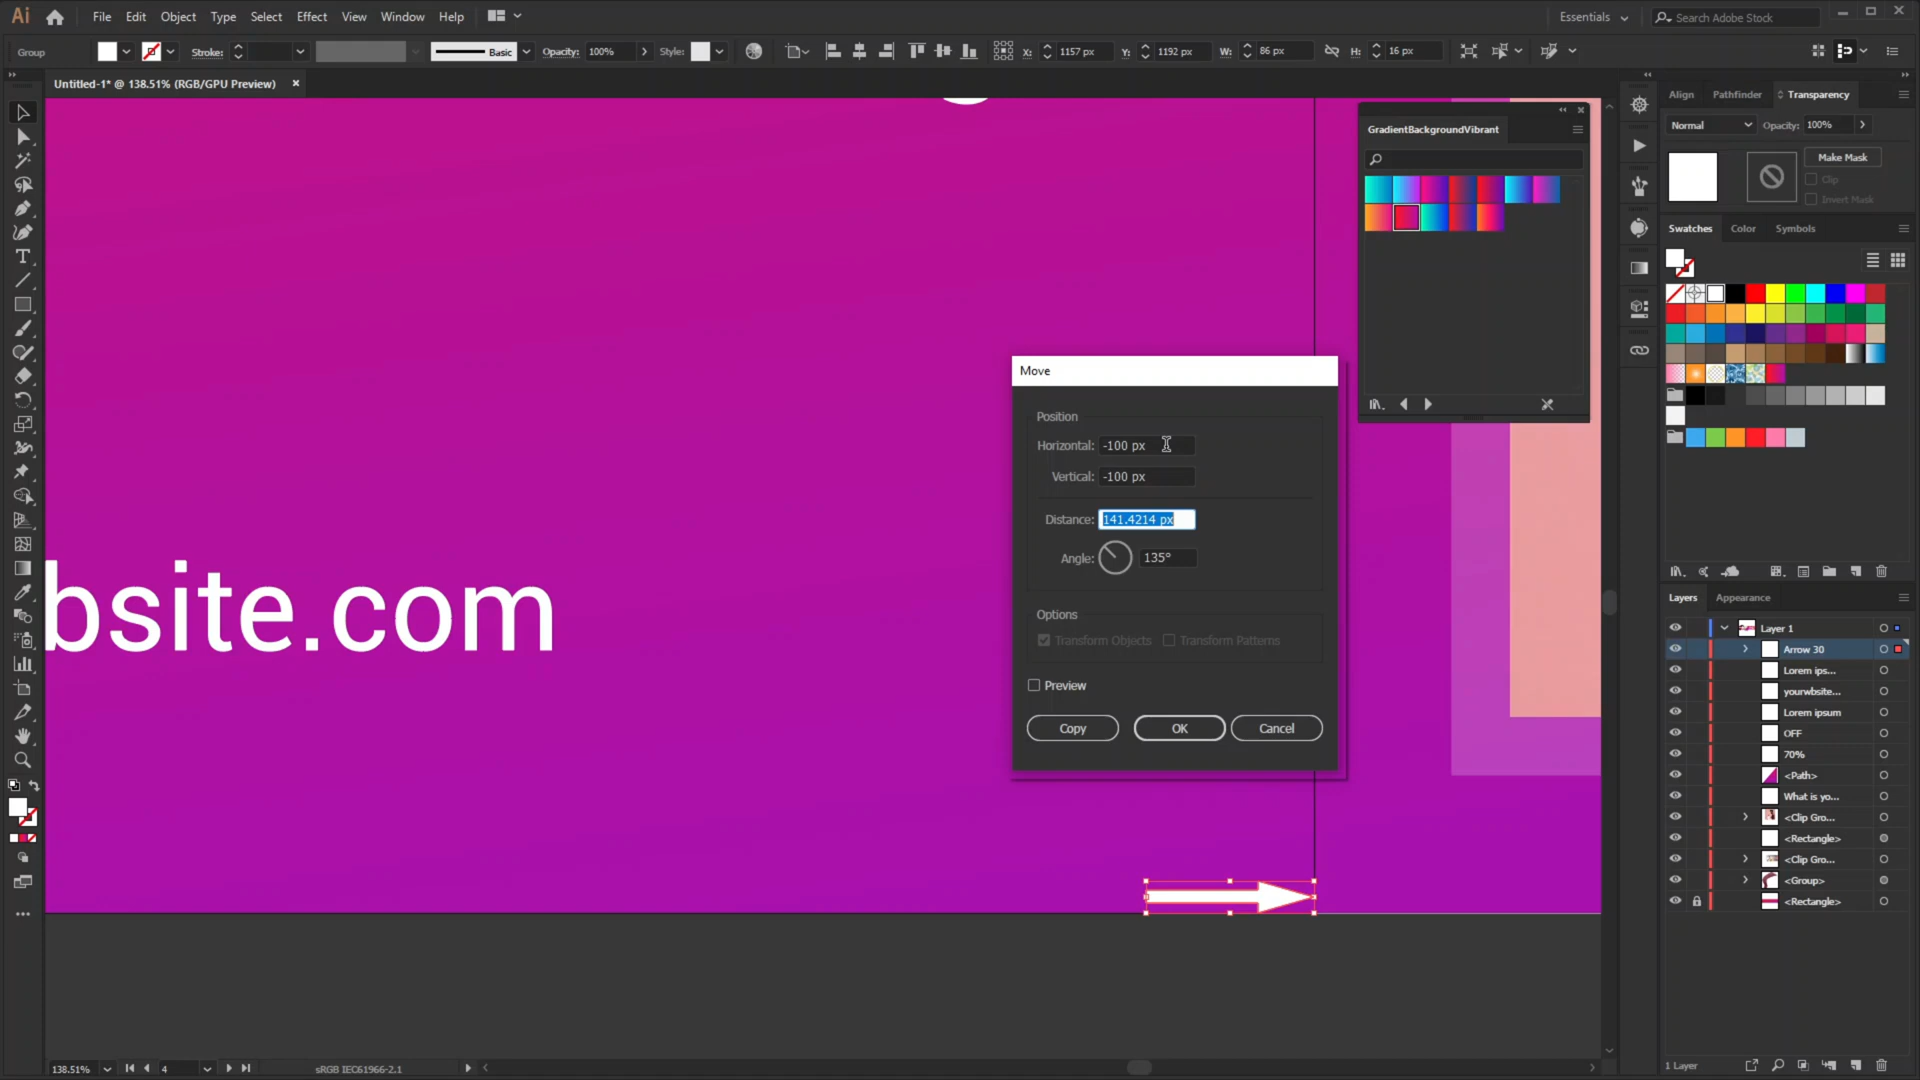 Ai File Edit Object Type Select Effect View Window Help Essentials Search Adobe Stock
Group Stroke: Basic Opacity: 100% Style: X: 1157 px Y: 1192 px W: 86 px H: 16 px
Untitled-1* @ 138.51% (RGB/GPU Preview)
Align Pathfinder Transparency
Normal Opacity: 100%
Make Mask
Clip
Invert Mask
GradientBackgroundVibrant
Swatches Color Symbols
Move
Position
Horizontal: -100 px
Vertical: -100 px
Distance: 141.4214 px
Angle: 135°
Options
Transform Objects Transform Patterns
Preview
Copy OK Cancel
bsite.com
Layers Appearance
Layer 1
Arrow 30
Lorem ips...
yourwbsite...
Lorem ipsum
OFF
70%
<Path>
What is yo...
<Clip Gro...
<Rectangle>
<Clip Gro...
<Group>
<Rectangle>
1 Layer
138.51% 4 sRGB IEC61966-2.1